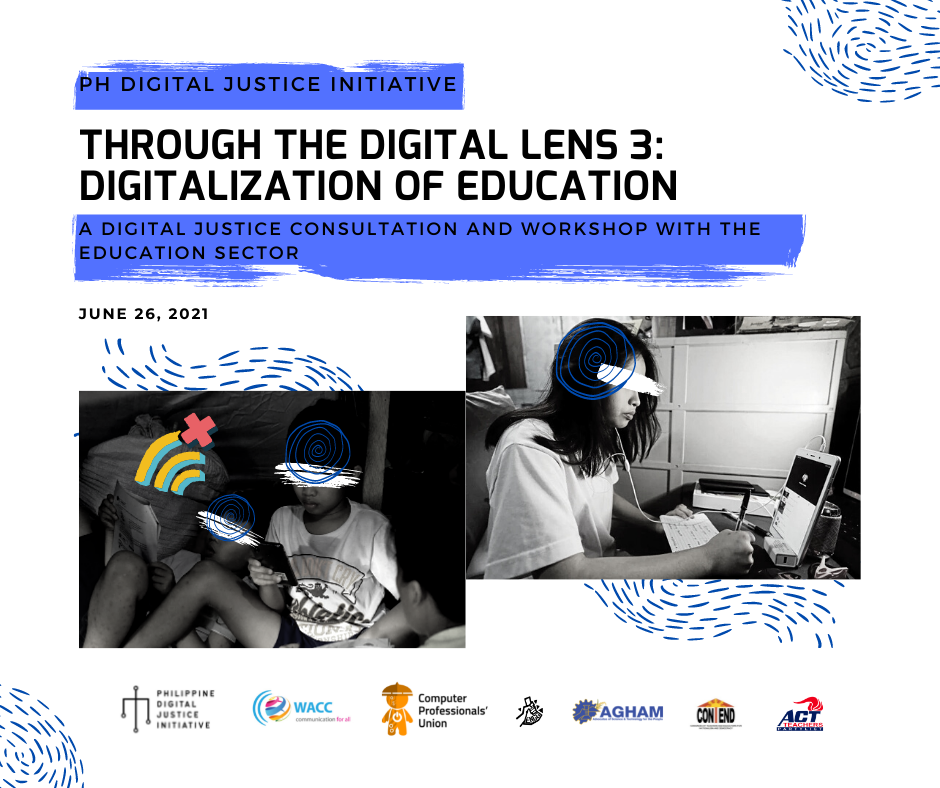 PH DIGITAL JUSTICE INITIATIVE
THROUGH THE DIGITAL LENS 3:
DIGITALIZATION OF EDUCATION
A DIGITAL JUSTICE CONSULTATION AND WORKSHOP WITH THE
EDUCATION SECTOR
JUNE 26, 2021
PHILIPPINE
DIGITAL
JUSTICE
INITIATIVE
WACC
communication for all
Computer
Professionals'
Union
AGHAM
CONTEND
ACT
TEACHERS
PARTYLIST